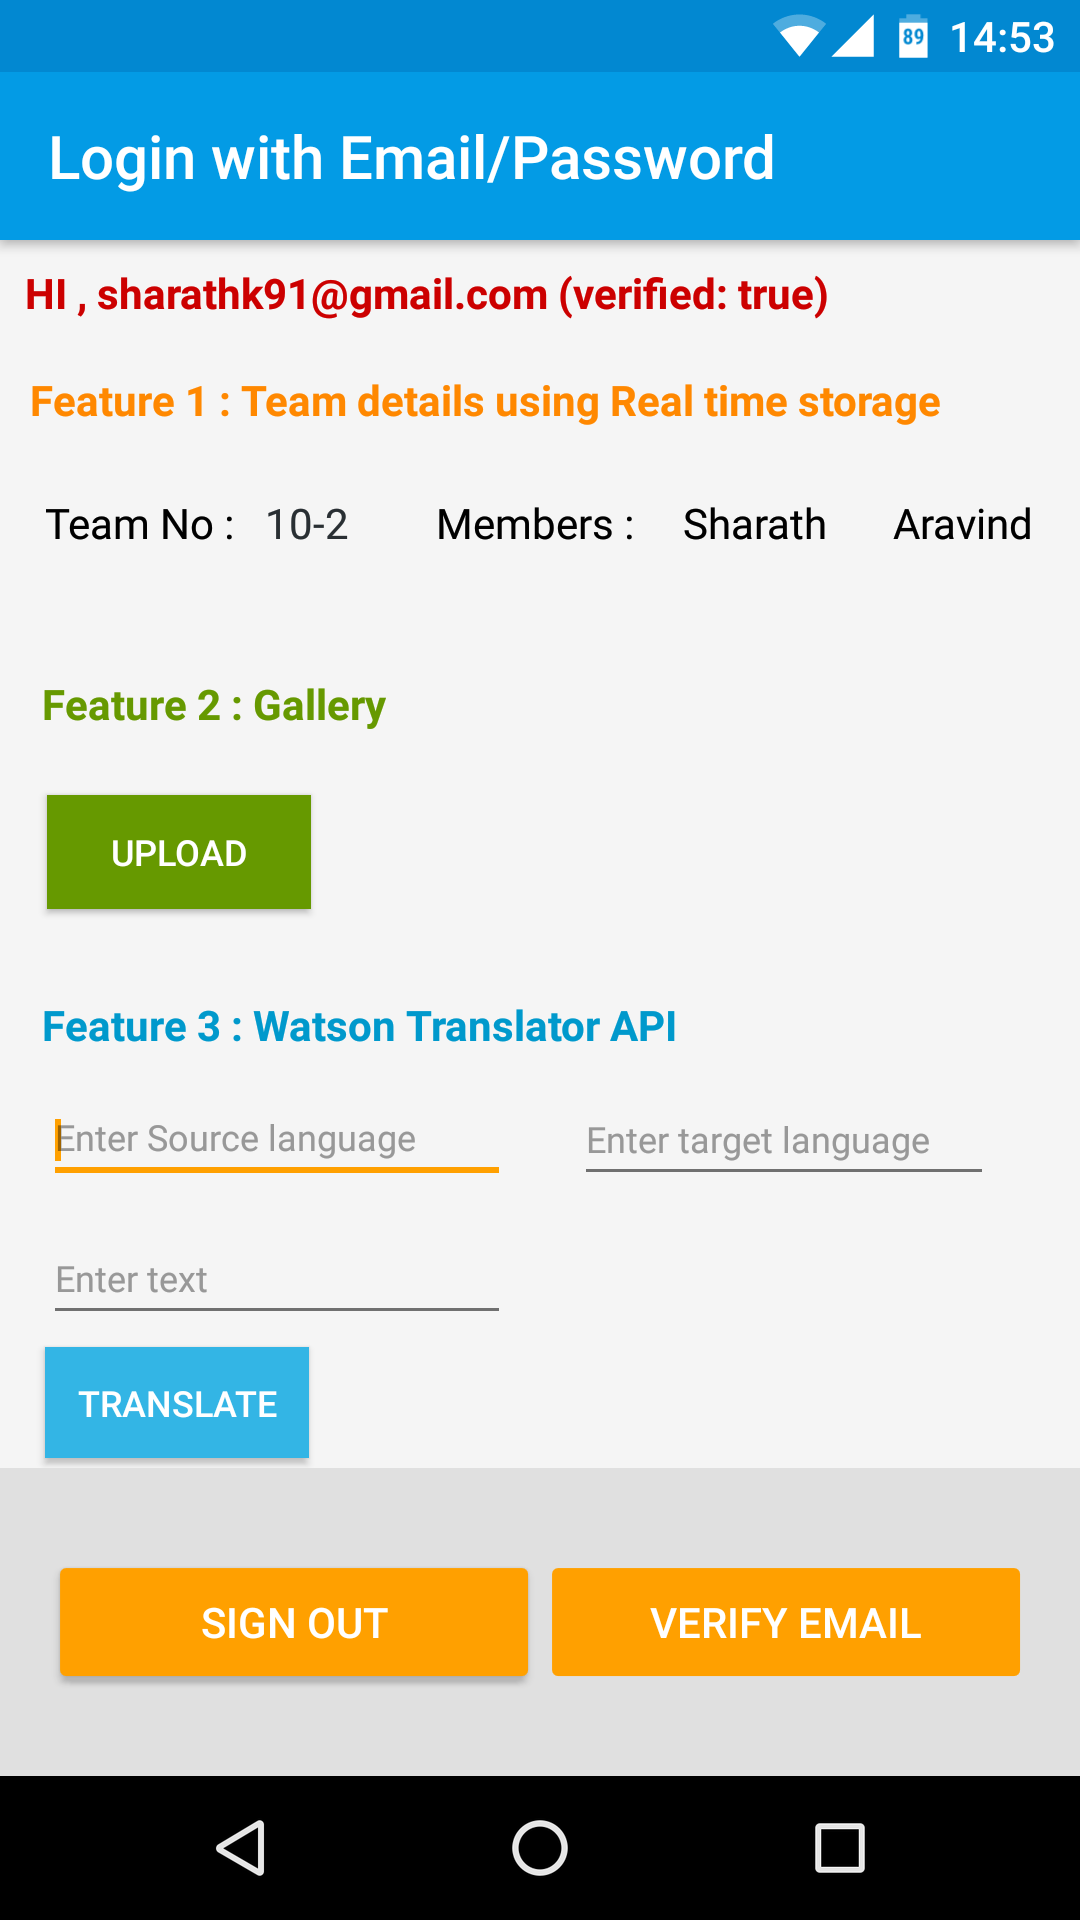 89 14:53
Login with Email/Password
HI , sharathk91@gmail.com (verified: true)
Feature 1 : Team details using Real time storage
Team No : 10-2 Members : Sharath Aravind
Feature 2 : Gallery
UPLOAD
Feature 3 : Watson Translator API
Enter Source language Enter target language
Enter text
TRANSLATE
SIGN OUT VERIFY EMAIL